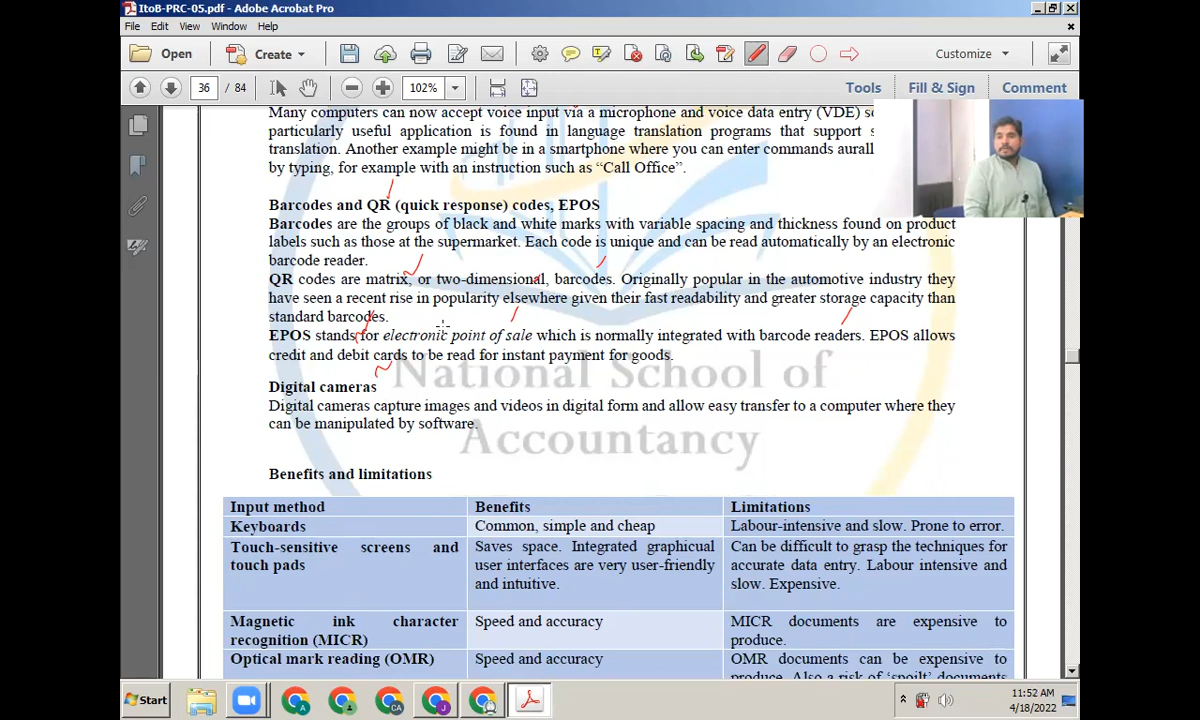 ItoB-PRC-05.pdf - Adobe Acrobat Pro
File Edit View Window Help
Open Create Customize
36 / 84 102% Tools Fill & Sign Comment
Many computers can now accept voice input via a microphone and voice data entry (VDE) s
particularly useful application is found in language translation programs that support s
translation. Another example might be in a smartphone where you can enter commands aurall
by typing, for example with an instruction such as “Call Office”.
Barcodes and QR (quick response) codes, EPOS
Barcodes are the groups of black and white marks with variable spacing and thickness found on product
labels such as those at the supermarket. Each code is unique and can be read automatically by an electronic
barcode reader.
QR codes are matrix, or two-dimensional, barcodes. Originally popular in the automotive industry they
have seen a recent rise in popularity elsewhere given their fast readability and greater storage capacity than
standard barcodes.
EPOS stands for electronic point of sale which is normally integrated with barcode readers. EPOS allows
credit and debit cards to be read for instant payment for goods.
National School of
Digital cameras
Digital cameras capture images and videos in digital form and allow easy transfer to a computer where they
can be manipulated by software.
Accountancy
Benefits and limitations
Input method Benefits Limitations
Keyboards Common, simple and cheap Labour-intensive and slow. Prone to error.
Touch-sensitive screens and Saves space. Integrated graphicual Can be difficult to grasp the techniques for
touch pads user interfaces are very user-friendly accurate data entry. Labour intensive and
and intuitive. slow. Expensive.
Magnetic ink character Speed and accuracy MICR documents are expensive to
recognition (MICR) produce.
Optical mark reading (OMR) Speed and accuracy OMR documents can be expensive to
produce. Also a risk of ‘spoilt’ documents
Start 11:52 AM
4/18/2022